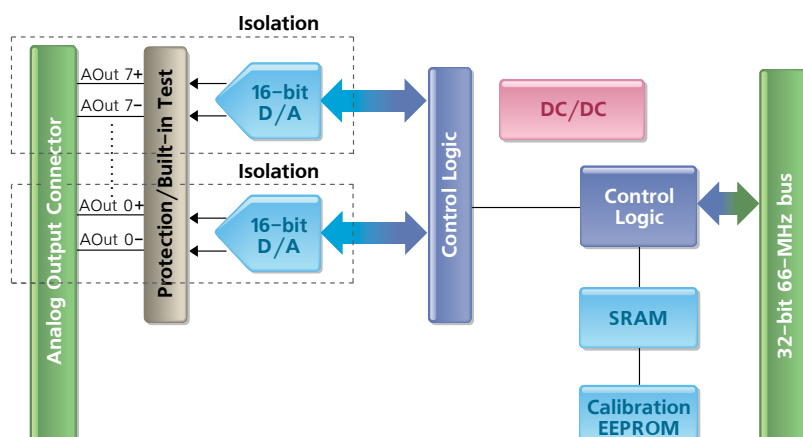 Isolation
Analog Output Connector
AOut 7+
AOut 7-
Protection/Built-in Test
16-bit
D/A
Control Logic
DC/DC
Isolation
AOut 0+
AOut 0-
16-bit
D/A
Control
Logic
32-bit 66-MHz bus
SRAM
Calibration
EEPROM